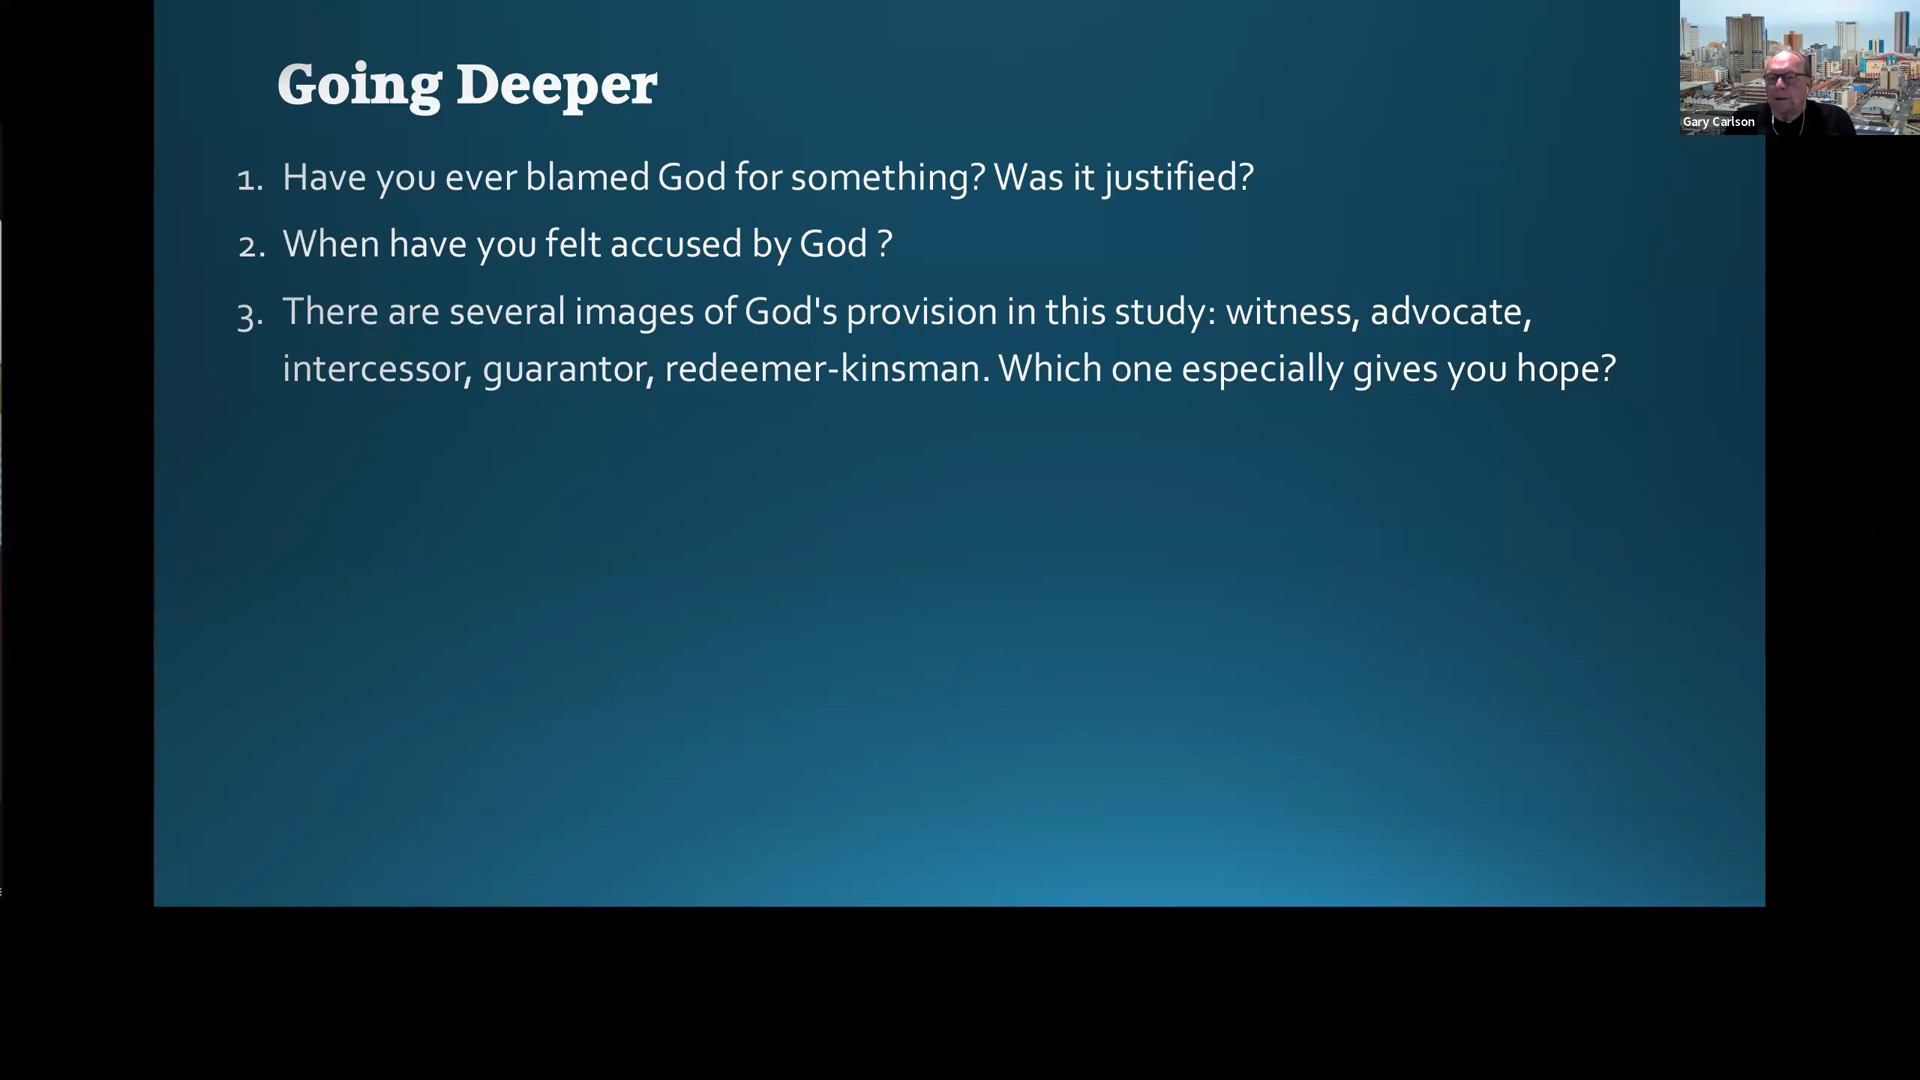 Going Deeper
Gary Carlson
1. Have you ever blamed God for something? Was it justified?
2. When have you felt accused by God ?
3. There are several images of God's provision in this study: witness, advocate,
intercessor, guarantor, redeemer-kinsman. Which one especially gives you hope?